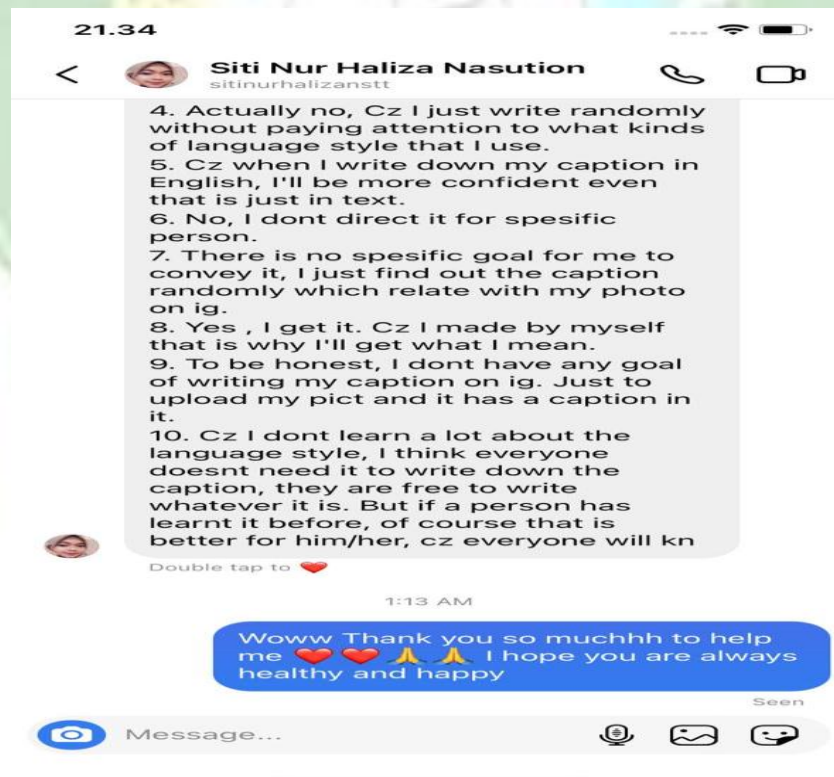 21.34
Siti Nur Haliza Nasution
sitinurhalizanstt
4. Actually no, Cz I just write randomly
without paying attention to what kinds
of language style that I use.
5. Cz when I write down my caption in
English, I'll be more confident even
that is just in text.
6. No, I dont direct it for spesific
person.
7. There is no spesific goal for me to
convey it, I just find out the caption
randomly which relate with my photo
on ig.
8. Yes , I get it. Cz I made by myself
that is why I'll get what I mean.
9. To be honest, I dont have any goal
of writing my caption on ig. Just to
upload my pict and it has a caption in
it.
10. Cz I dont learn a lot about the
language style, I think everyone
doesnt need it to write down the
caption, they are free to write
whatever it is. But if a person has
learnt it before, of course that is
better for him/her, cz everyone will kn
Double tap to ❤️
1:13 AM
Woww Thank you so muchhh to help
me ❤️ ❤️ 🙏 🙏 I hope you are always
healthy and happy
Seen
Message...